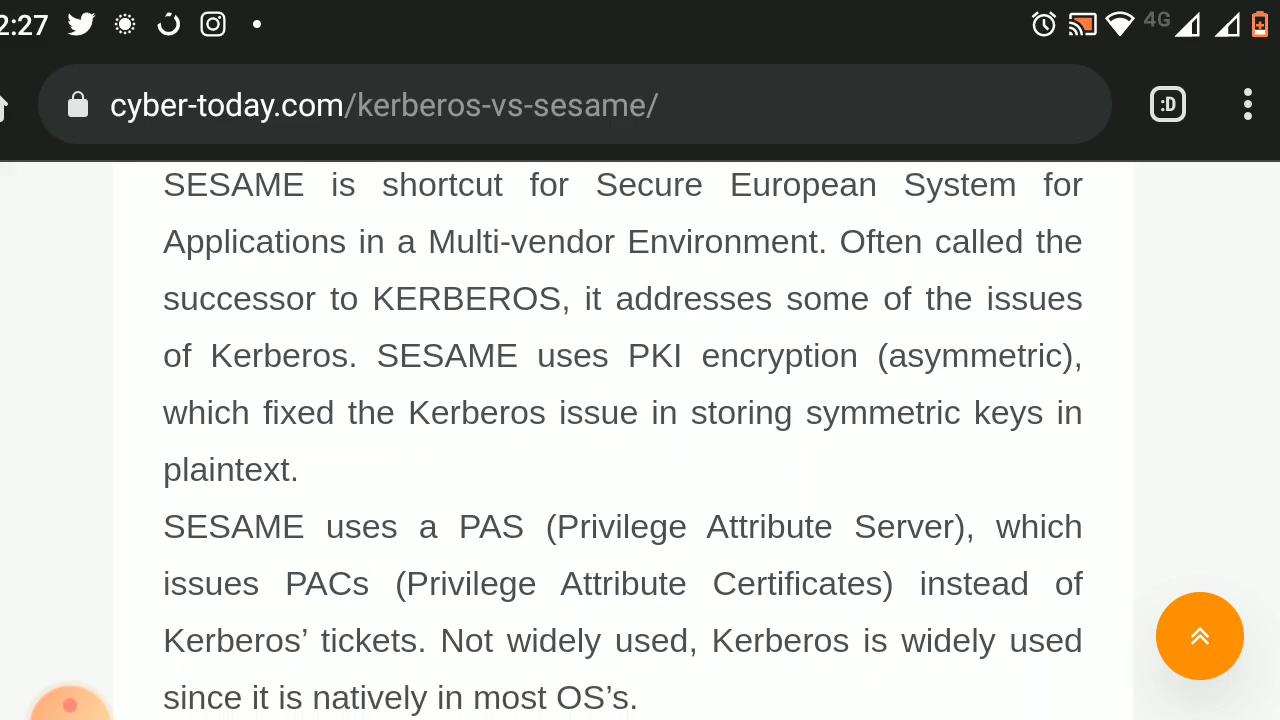 2:27 4G
cyber-today.com/kerberos-vs-sesame/ :D
SESAME is shortcut for Secure European System for
Applications in a Multi-vendor Environment. Often called the
successor to KERBEROS, it addresses some of the issues
of Kerberos. SESAME uses PKI encryption (asymmetric),
which fixed the Kerberos issue in storing symmetric keys in
plaintext.
SESAME uses a PAS (Privilege Attribute Server), which
issues PACs (Privilege Attribute Certificates) instead of
Kerberos’ tickets. Not widely used, Kerberos is widely used
since it is natively in most OS’s.